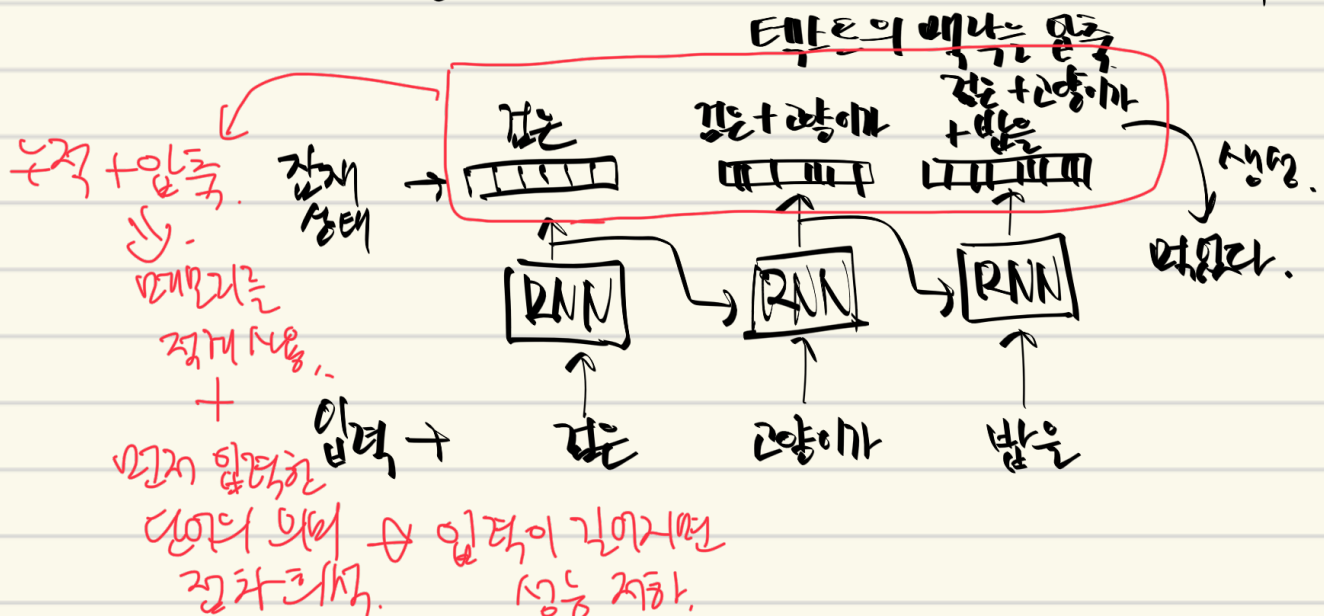 텍스트의 맥락을 압축
검은
검은+고양이가
검은+고양이가
+밥을
누적+압축.
잠재
상태
생성.
먹었다.
RNN
RNN
RNN
메모리를
적게 사용..
+
입력
검은
고양이가
밥을
먼저 입력한
단어의 의미
점차 희석.
입력이 길어지면
성능 저하.